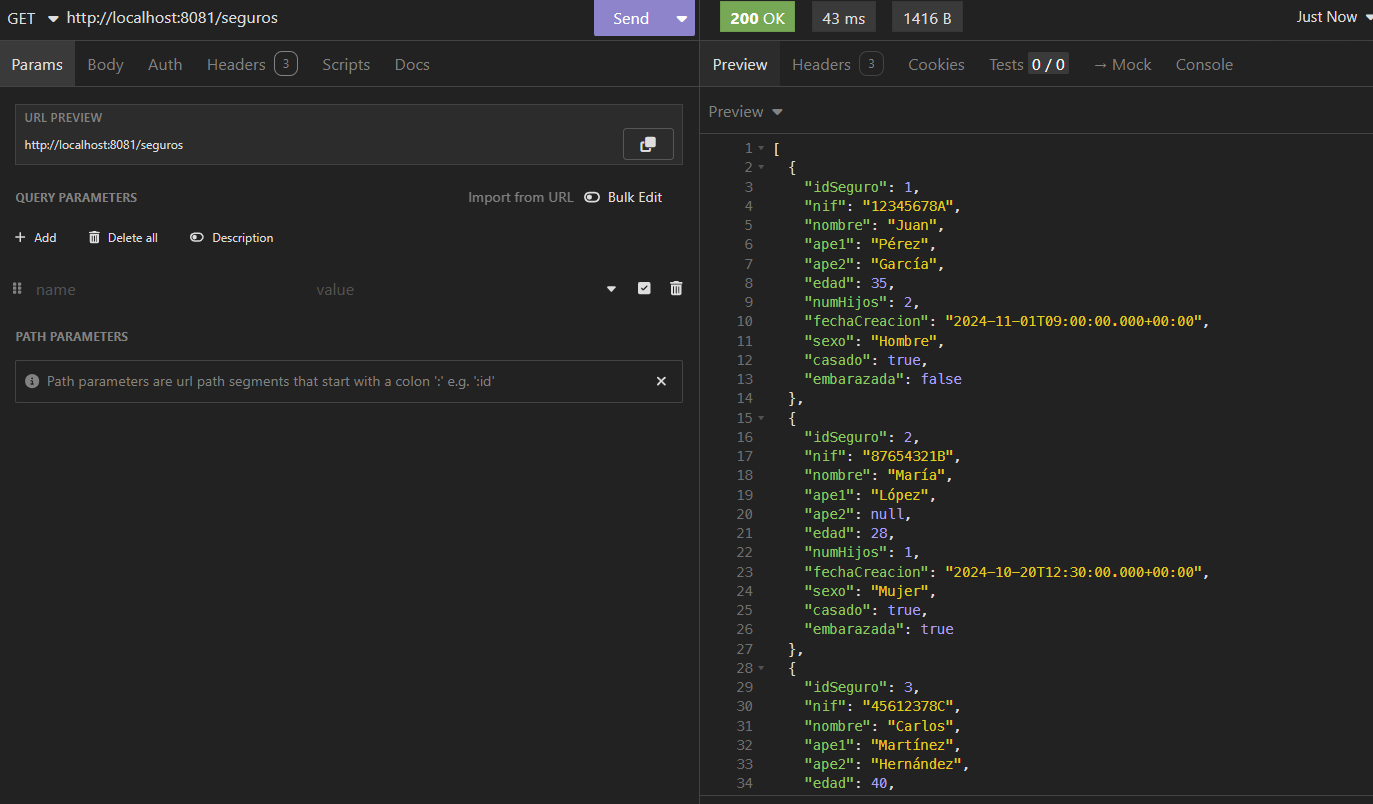 GET http://localhost:8081/seguros Send
200 OK 43 ms 1416 B Just Now
Params Body Auth Headers 3 Scripts Docs
Preview Headers 3 Cookies Tests 0 / 0 → Mock Console
URL PREVIEW
http://localhost:8081/seguros
QUERY PARAMETERS Import from URL Bulk Edit
+ Add Delete all Description
name value
PATH PARAMETERS
Path parameters are url path segments that start with a colon ':' e.g. ':id'
Preview
1 [
2 {
3 "idSeguro": 1,
4 "nif": "12345678A",
5 "nombre": "Juan",
6 "ape1": "Pérez",
7 "ape2": "García",
8 "edad": 35,
9 "numHijos": 2,
10 "fechaCreacion": "2024-11-01T09:00:00.000+00:00",
11 "sexo": "Hombre",
12 "casado": true,
13 "embarazada": false
14 },
15 {
16 "idSeguro": 2,
17 "nif": "87654321B",
18 "nombre": "María",
19 "ape1": "López",
20 "ape2": null,
21 "edad": 28,
22 "numHijos": 1,
23 "fechaCreacion": "2024-10-20T12:30:00.000+00:00",
24 "sexo": "Mujer",
25 "casado": true,
26 "embarazada": true
27 },
28 {
29 "idSeguro": 3,
30 "nif": "45612378C",
31 "nombre": "Carlos",
32 "ape1": "Martínez",
33 "ape2": "Hernández",
34 "edad": 40,